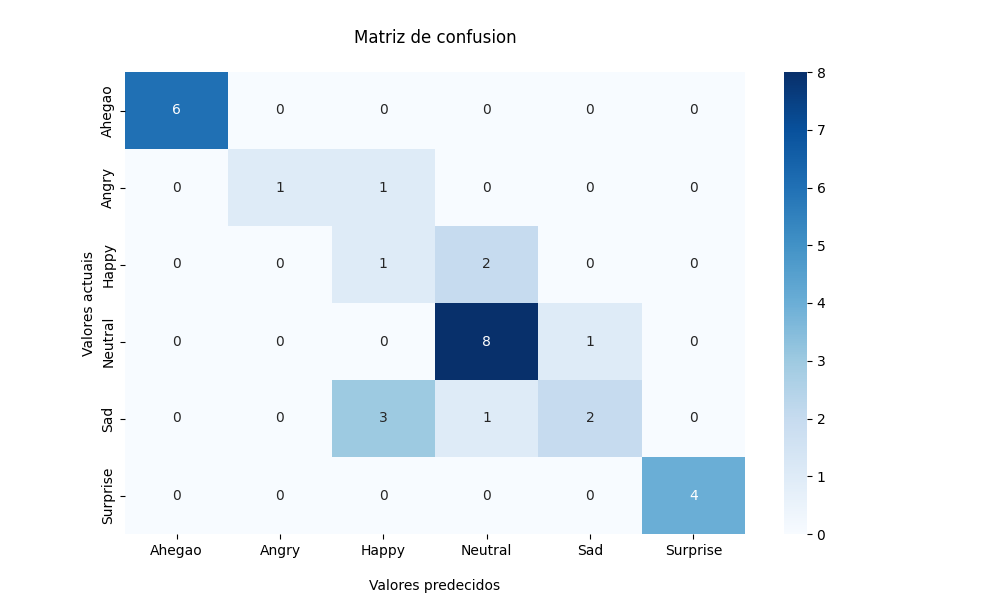 Matriz de confusion
Valores actuais
Ahegao 6 0 0 0 0 0
Angry 0 1 1 0 0 0
Happy 0 0 1 2 0 0
Neutral 0 0 0 8 1 0
Sad 0 0 3 1 2 0
Surprise 0 0 0 0 0 4
Ahegao Angry Happy Neutral Sad Surprise
Valores predecidos
8
7
6
5
4
3
2
1
0